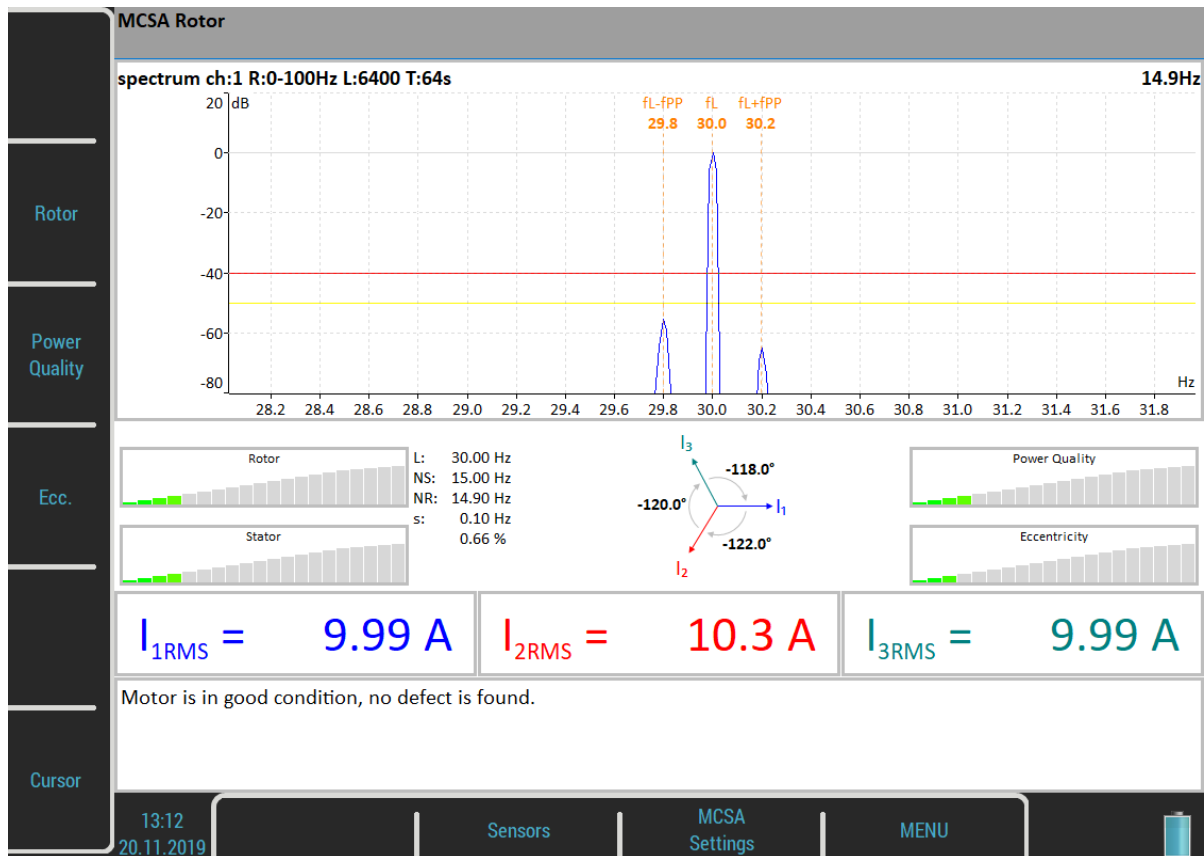 MCSA Rotor
spectrum ch:1 R:0-100Hz L:6400 T:64s
14.9Hz
20 dB
fL-fPP fL fL+fPP
29.8 30.0 30.2
0
-20
-40
-60
-80
Hz
28.2 28.4 28.6 28.8 29.0 29.2 29.4 29.6 29.8 30.0 30.2 30.4 30.6 30.8 31.0 31.2 31.4 31.6 31.8
Rotor
Power
Quality
Ecc.
Cursor
Rotor
Stator
L: 30.00 Hz
NS: 15.00 Hz
NR: 14.90 Hz
s: 0.10 Hz
0.66 %
I3
-118.0°
-120.0°
I1
-122.0°
I2
Power Quality
Eccentricity
I1RMS = 9.99 A
I2RMS = 10.3 A
I3RMS = 9.99 A
Motor is in good condition, no defect is found.
13:12
20.11.2019
Sensors
MCSA
Settings
MENU